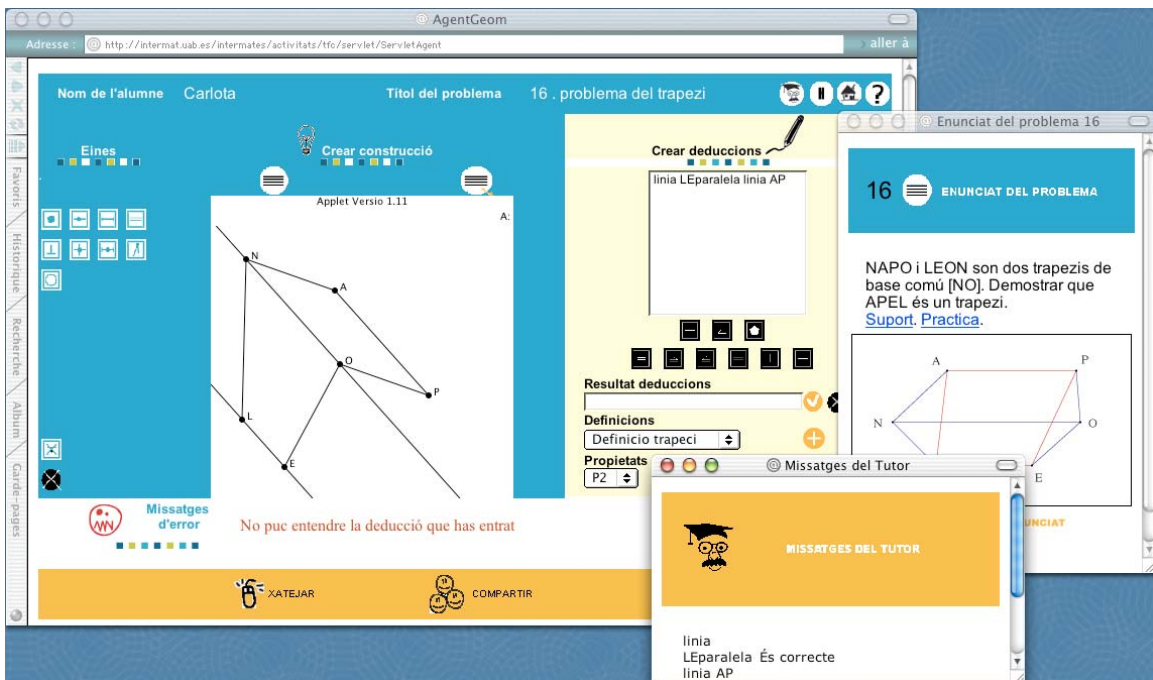 AgentGeom
Adresse : http://intermat.uab.es/intermates/activitats/tfc/servlet/ServletAgent
aller à
Favoris
Historique
Recherche
Album
Garde-pages
Nom de l'alumne Carlota Titol del problema 16 . problema del trapezi
Eines
Crear construcció
Applet Versio 1.11
A:
N
A
O
P
L
E
Crear deduccions
linia LEparalela linia AP
Resultat deduccions
Definicions
Definicio trapeci
Propietats
P2
Missatges
d'error
No puc entendre la deducció que has entrat
XATEJAR
COMPARTIR
Enunciat del problema 16
16 ENUNCIAT DEL PROBLEMA
NAPO i LEON son dos trapezis de
base comú [NO]. Demostrar que
APEL és un trapezi.
Suport. Practica.
A
P
N
O
E
UNCIAT
Missatges del Tutor
MISSATGES DEL TUTOR
linia
LEparalela És correcte
linia AP